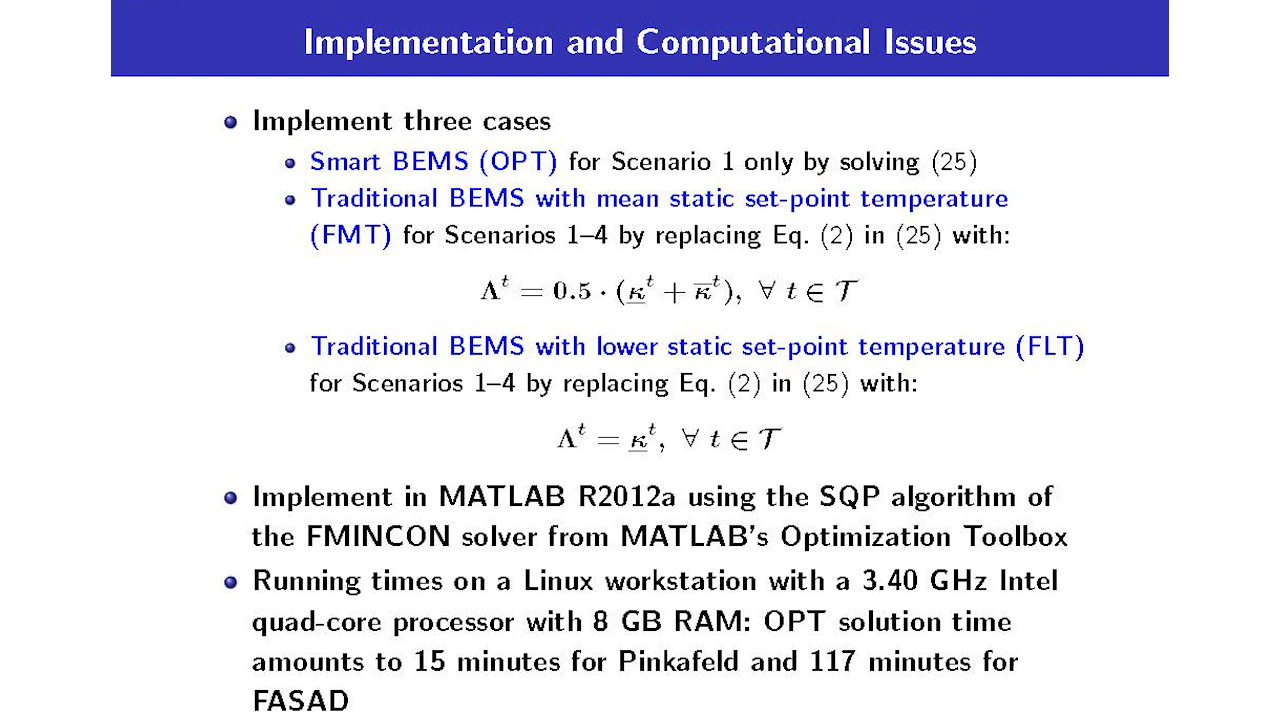 Implementation and Computational Issues
Implement three cases
Smart BEMS (OPT) for Scenario 1 only by solving (25)
Traditional BEMS with mean static set-point temperature
(FMT) for Scenarios 1–4 by replacing Eq. (2) in (25) with:
Λᵗ = 0.5 · (κ̲ᵗ + κ̅ᵗ), ∀ t ∈ 𝒯
Traditional BEMS with lower static set-point temperature (FLT)
for Scenarios 1–4 by replacing Eq. (2) in (25) with:
Λᵗ = κ̲ᵗ, ∀ t ∈ 𝒯
Implement in MATLAB R2012a using the SQP algorithm of
the FMINCON solver from MATLAB's Optimization Toolbox
Running times on a Linux workstation with a 3.40 GHz Intel
quad-core processor with 8 GB RAM: OPT solution time
amounts to 15 minutes for Pinkafeld and 117 minutes for
FASAD